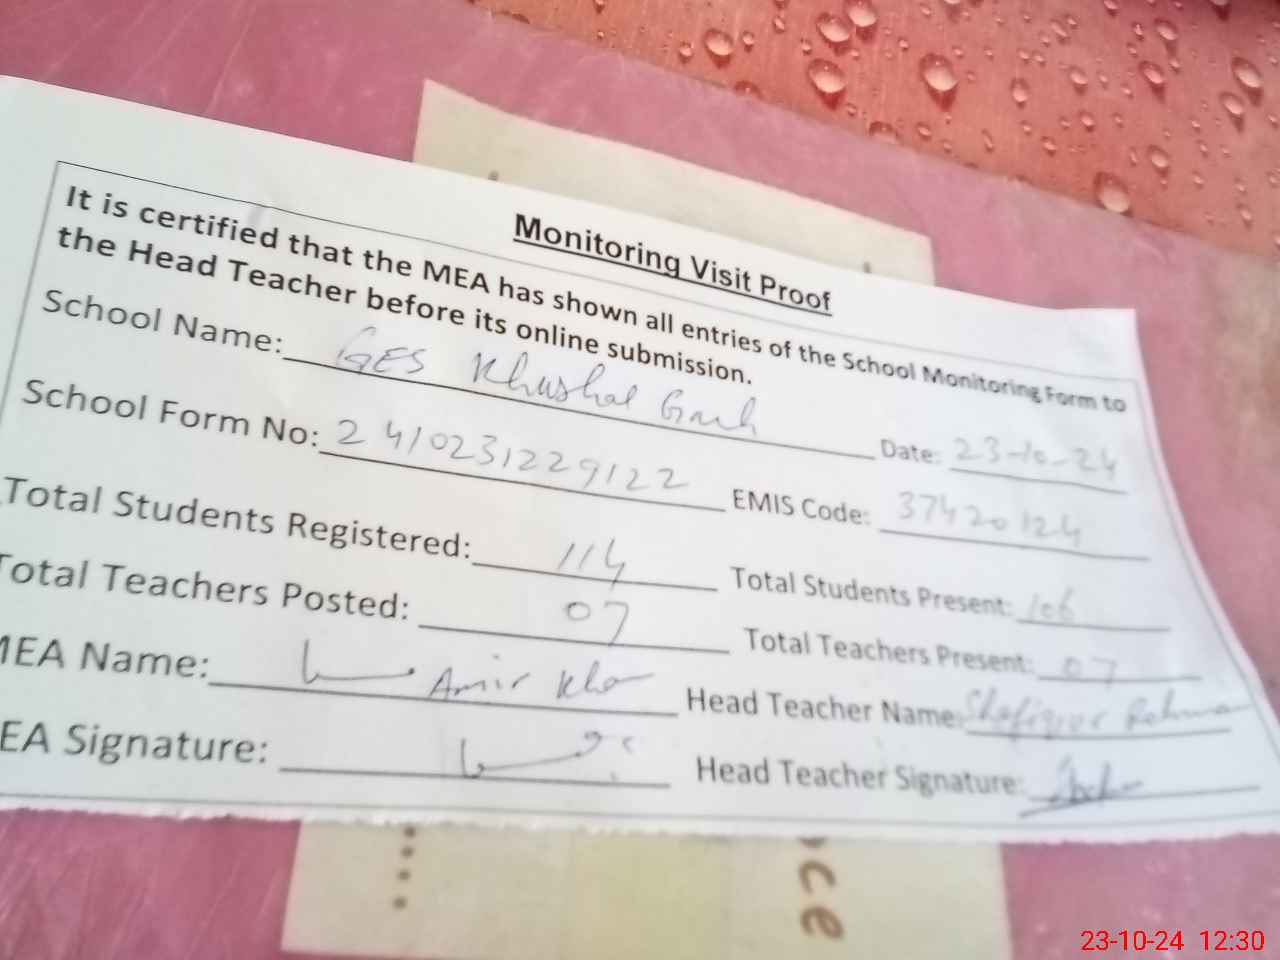 Monitoring Visit Proof
It is certified that the MEA has shown all entries of the School Monitoring Form to
the Head Teacher before its online submission.
School Name: GES Khushal Garh Date: 23-10-24
School Form No: 2410231229122 EMIS Code: 37420124
Total Students Registered: 114 Total Students Present: 106
Total Teachers Posted: 07 Total Teachers Present: 07
MEA Name: Amir Khan Head Teacher Name:
EA Signature: Head Teacher Signature:
ce
23-10-24 12:30